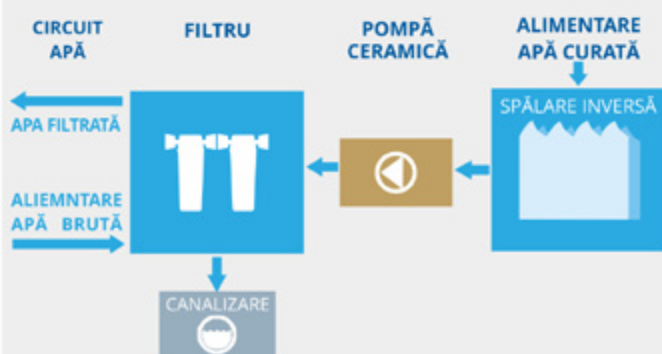 CIRCUIT
APĂ
FILTRU
POMPĂ
CERAMICĂ
ALIMENTARE
APĂ CURATĂ
APA FILTRATĂ
ALIEMNTARE
APĂ BRUTĂ
SPĂLARE INVERSĂ
CANALIZARE